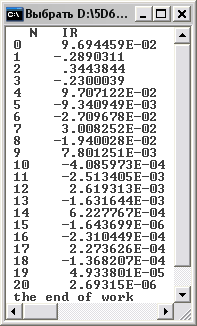 Выбрать D:\5D6...
N IR
0 9.694459E-02
1 -.2890311
2 .3443844
3 -.2300039
4 9.707122E-02
5 -9.340949E-03
6 -2.709678E-02
7 3.008252E-02
8 -1.940028E-02
9 7.801251E-03
10 -4.085973E-04
11 -2.513405E-03
12 2.619313E-03
13 -1.631644E-03
14 6.227767E-04
15 -1.643699E-06
16 -2.310449E-04
17 2.273626E-04
18 -1.368207E-04
19 4.933801E-05
20 2.69315E-06
the end of work